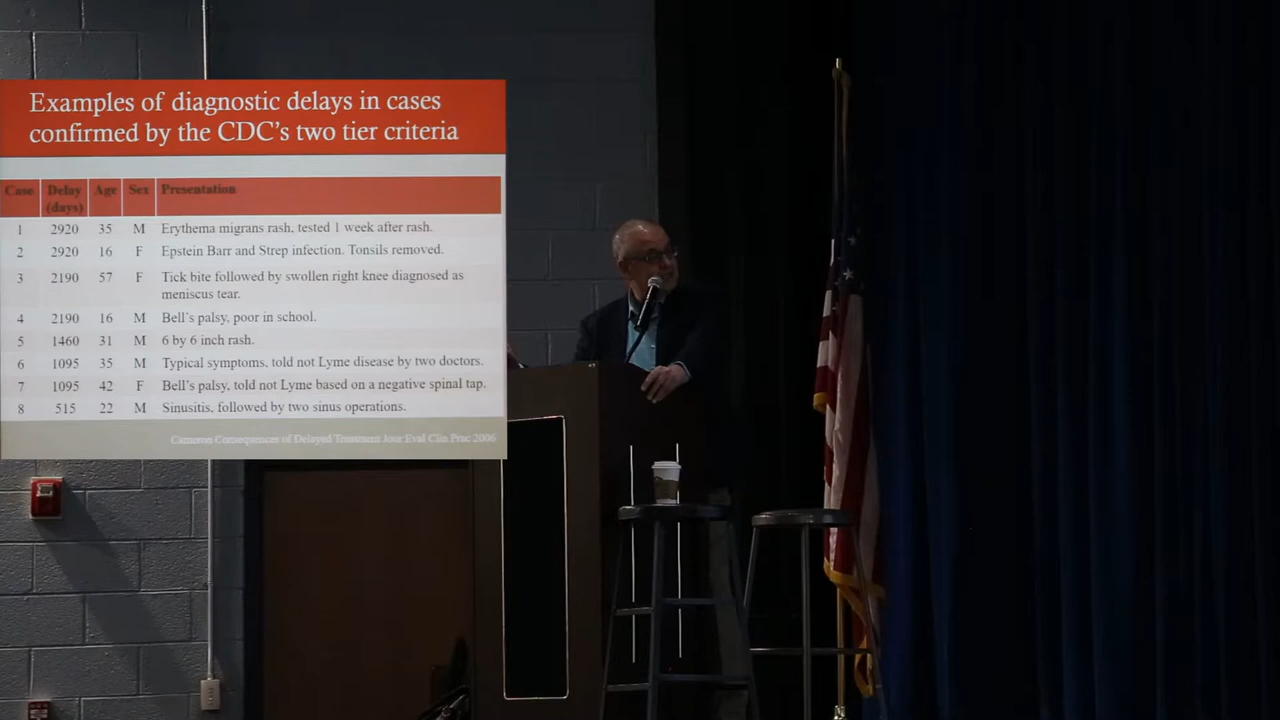 Examples of diagnostic delays in cases
confirmed by the CDC's two tier criteria
Case Delay (days) Age Sex Presentation
1 2920 35 M Erythema migrans rash, tested 1 week after rash.
2 2920 16 F Epstein Barr and Strep infection. Tonsils removed.
3 2190 57 F Tick bite followed by swollen right knee diagnosed as
meniscus tear.
4 2190 16 M Bell's palsy, poor in school.
5 1460 31 M 6 by 6 inch rash.
6 1095 35 M Typical symptoms, told not Lyme disease by two doctors.
7 1095 42 F Bell's palsy, told not Lyme based on a negative spinal tap.
8 515 22 M Sinusitis, followed by two sinus operations.
Cameron Consequences of Delayed Treatment Jour Eval Clin Prac 2006